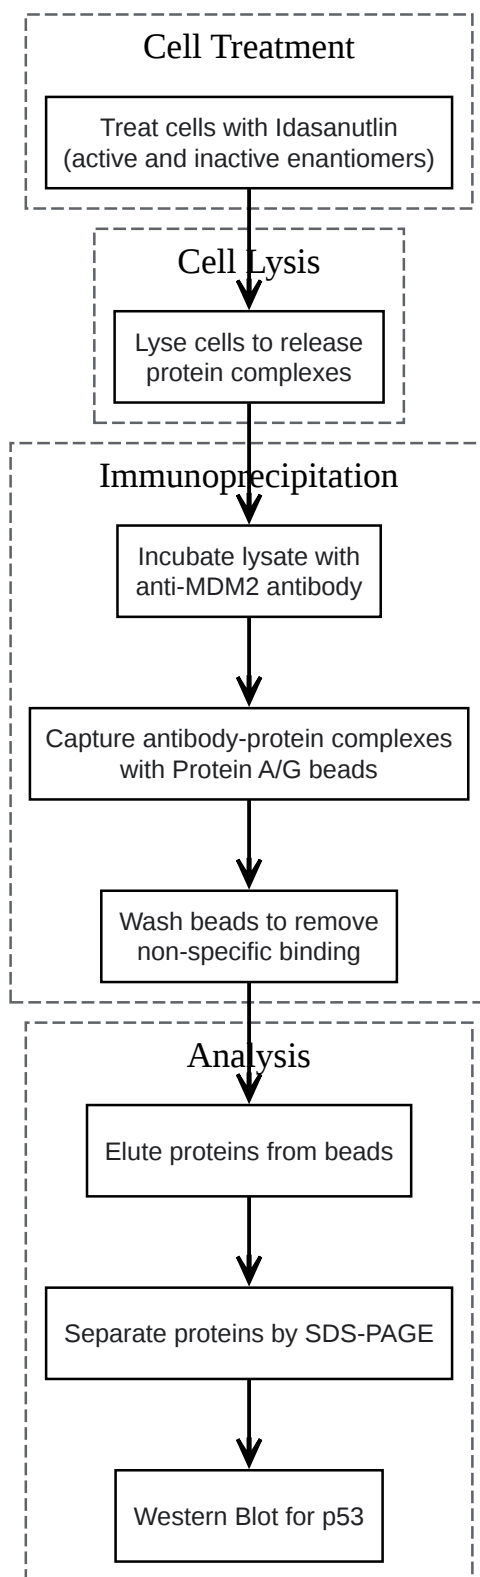 Cell Treatment
Treat cells with Idasanutlin
(active and inactive enantiomers)
Cell Lysis
Lyse cells to release
protein complexes
Immunoprecipitation
Incubate lysate with
anti-MDM2 antibody
Capture antibody-protein complexes
with Protein A/G beads
Wash beads to remove
non-specific binding
Analysis
Elute proteins from beads
Separate proteins by SDS-PAGE
Western Blot for p53